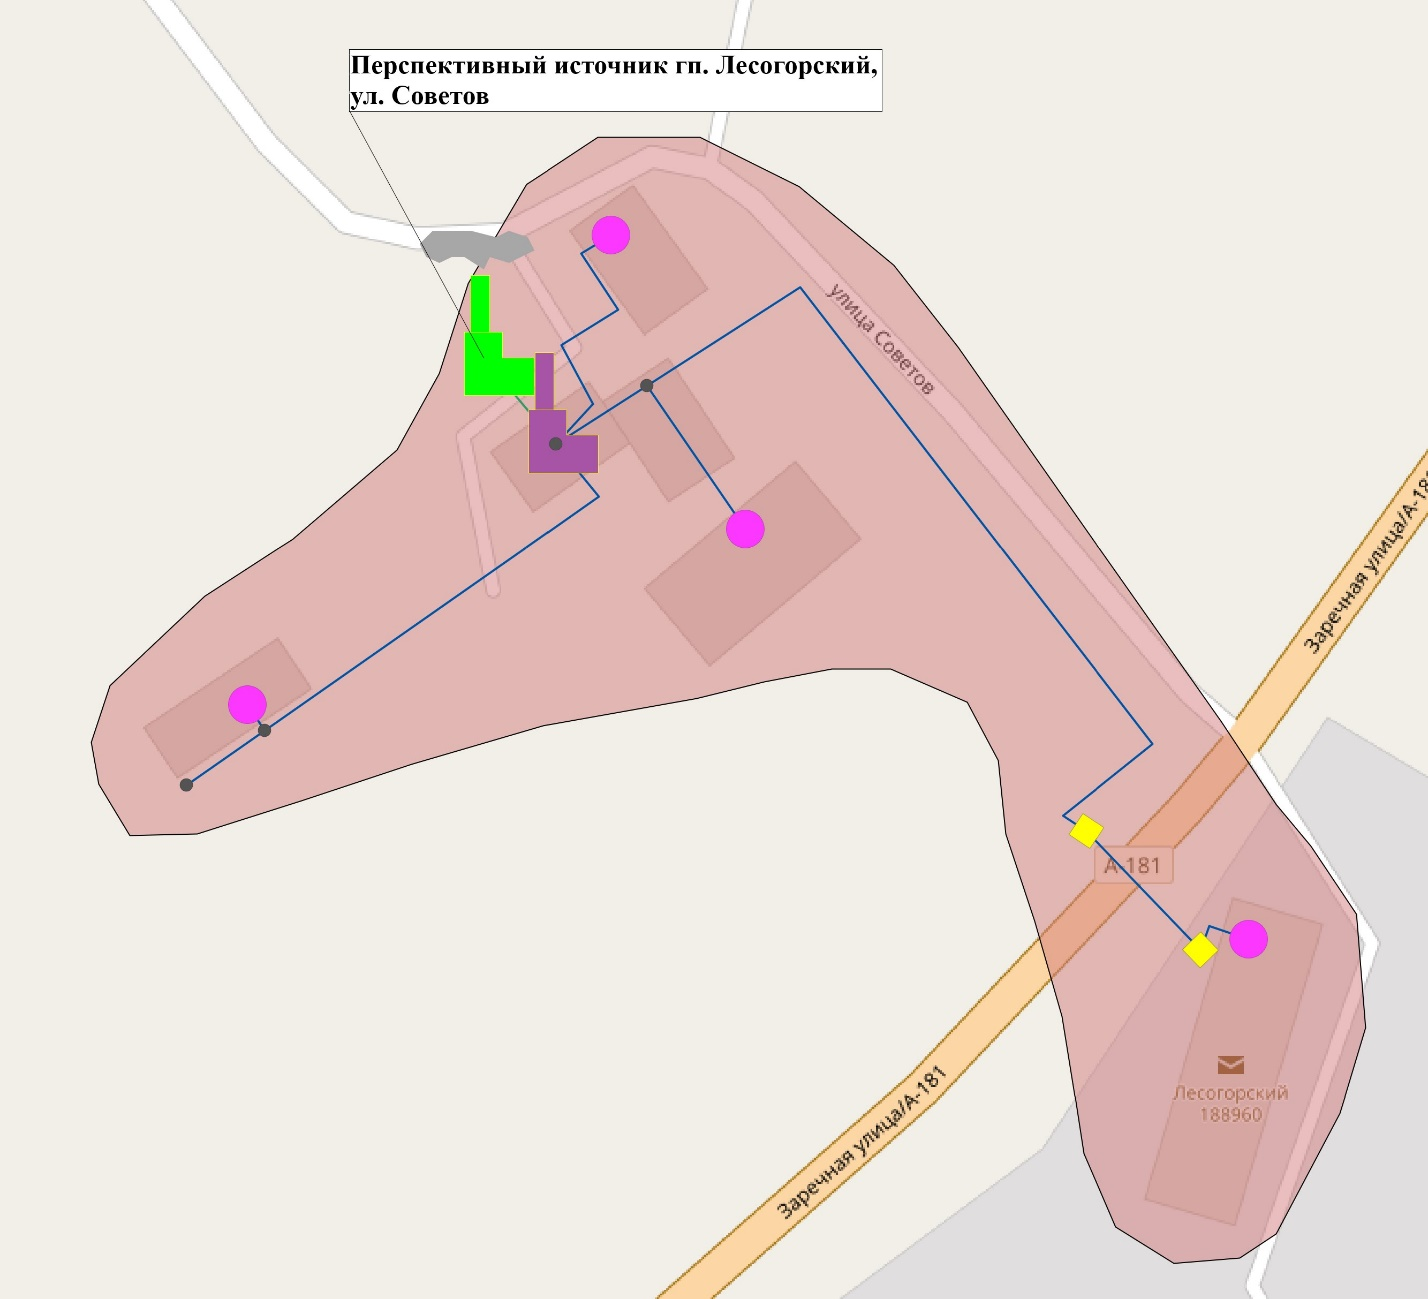 Перспективный источник гп. Лесогорский,
ул. Советов
улица Советов
Заречная улица/А-181
А-181
Заречная улица/А-181
Лесогорский
188960